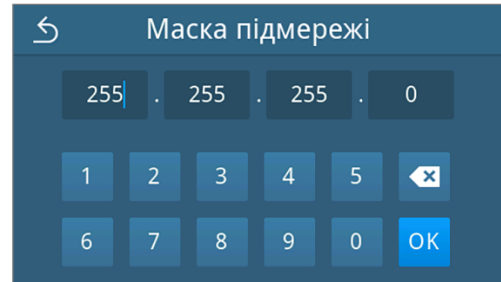 Маска підмережі
255 . 255 . 255 . 0
1 2 3 4 5
6 7 8 9 0 OK